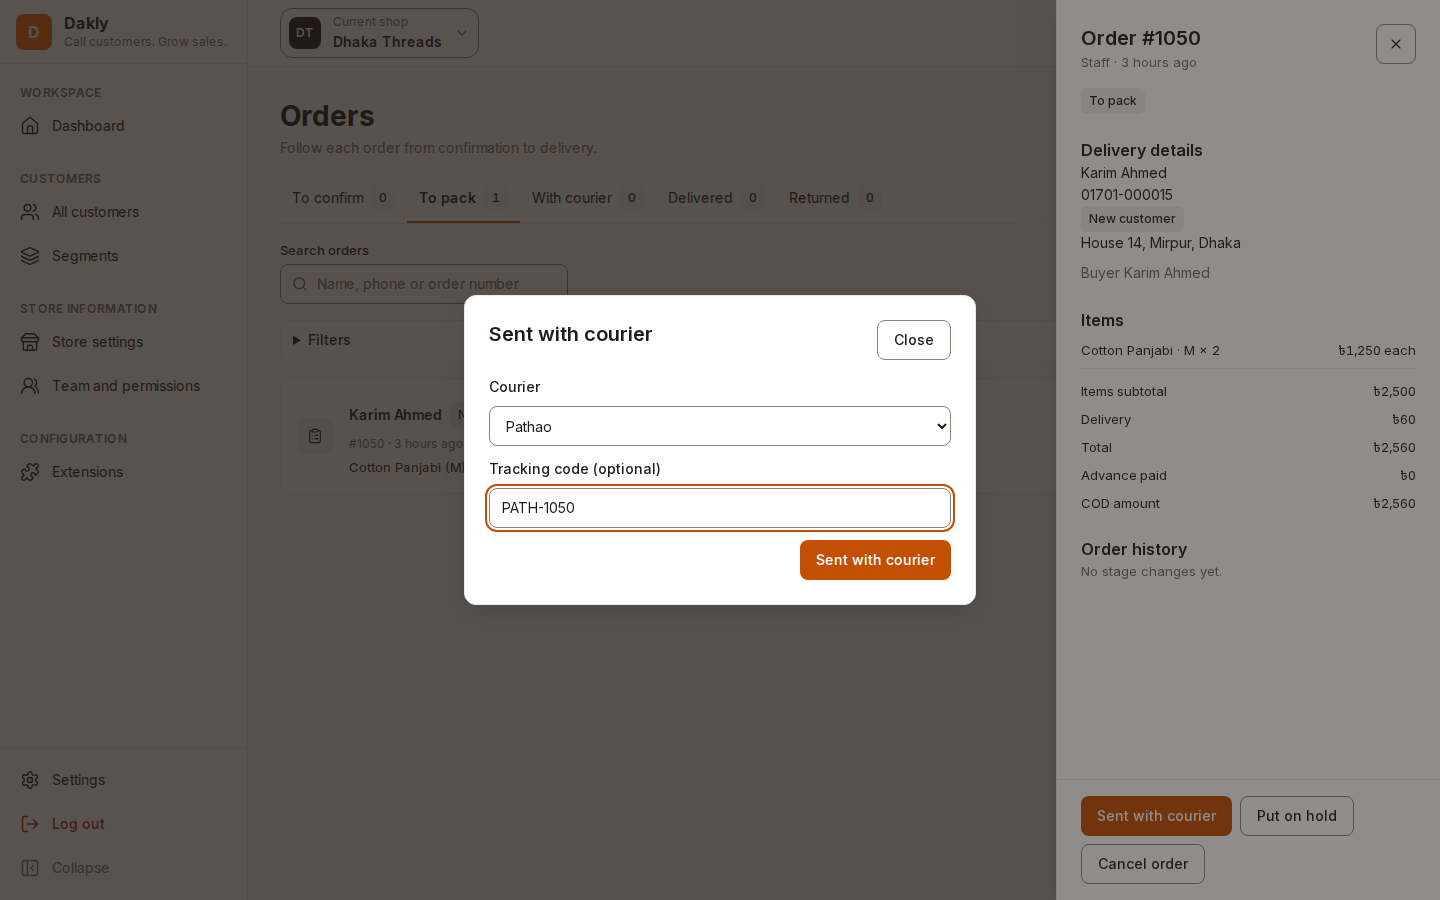 D
Dakly
Call customers. Grow sales.
WORKSPACE
Dashboard
CUSTOMERS
All customers
Segments
STORE INFORMATION
Store settings
Team and permissions
CONFIGURATION
Extensions
Settings
Log out
Collapse
DT
Current shop
Dhaka Threads
Orders
Follow each order from confirmation to delivery.
To confirm 0 To pack 1 With courier 0 Delivered 0 Returned 0
Search orders
Name, phone or order number
Filters
Karim Ahmed
#1050 · 3 hours ago
Cotton Panjabi (M)
Sent with courier
Close
Courier
Pathao
Tracking code (optional)
PATH-1050
Sent with courier
Order #1050
Staff · 3 hours ago
To pack
Delivery details
Karim Ahmed
01701-000015
New customer
House 14, Mirpur, Dhaka
Buyer Karim Ahmed
Items
Cotton Panjabi · M × 2 ৳1,250 each
Items subtotal ৳2,500
Delivery ৳60
Total ৳2,560
Advance paid ৳0
COD amount ৳2,560
Order history
No stage changes yet.
Sent with courier Put on hold
Cancel order